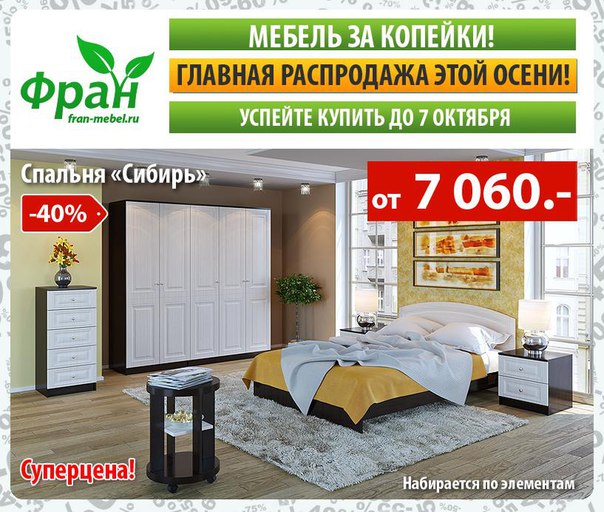 Фран
fran-mebel.ru
МЕБЕЛЬ ЗА КОПЕЙКИ!
ГЛАВНАЯ РАСПРОДАЖА ЭТОЙ ОСЕНИ!
УСПЕЙТЕ КУПИТЬ ДО 7 ОКТЯБРЯ
Спальня «Сибирь»
-40%
от 7 060.-
Суперцена!
Набирается по элементам